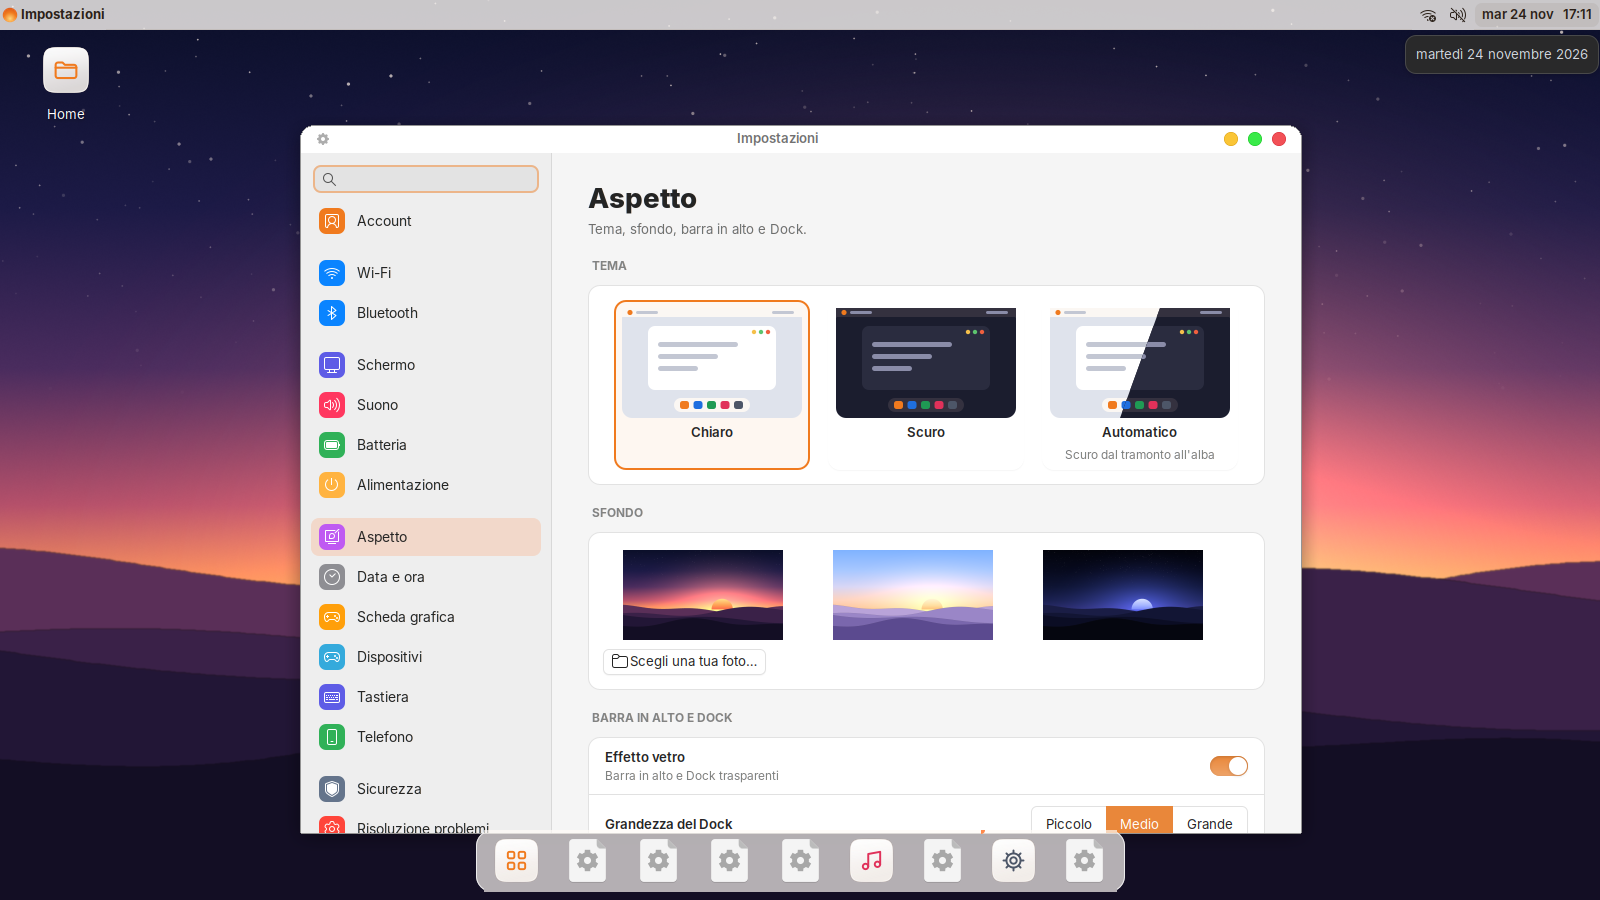 Impostazioni
mar 24 nov 17:11
martedì 24 novembre 2026
Home
Impostazioni
Account
Wi-Fi
Bluetooth
Schermo
Suono
Batteria
Alimentazione
Aspetto
Data e ora
Scheda grafica
Dispositivi
Tastiera
Telefono
Sicurezza
Risoluzione problemi
Aspetto
Tema, sfondo, barra in alto e Dock.
TEMA
Chiaro
Scuro
Automatico
Scuro dal tramonto all'alba
SFONDO
Scegli una tua foto...
BARRA IN ALTO E DOCK
Effetto vetro
Barra in alto e Dock trasparenti
Grandezza del Dock
Piccolo
Medio
Grande